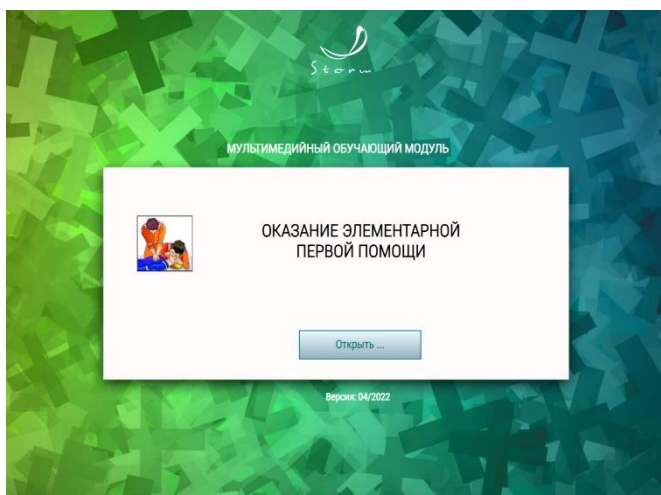 Storm
МУЛЬТИМЕДИЙНЫЙ ОБУЧАЮЩИЙ МОДУЛЬ
ОКАЗАНИЕ ЭЛЕМЕНТАРНОЙ
ПЕРВОЙ ПОМОЩИ
Открыть ...
Версия: 04/2022